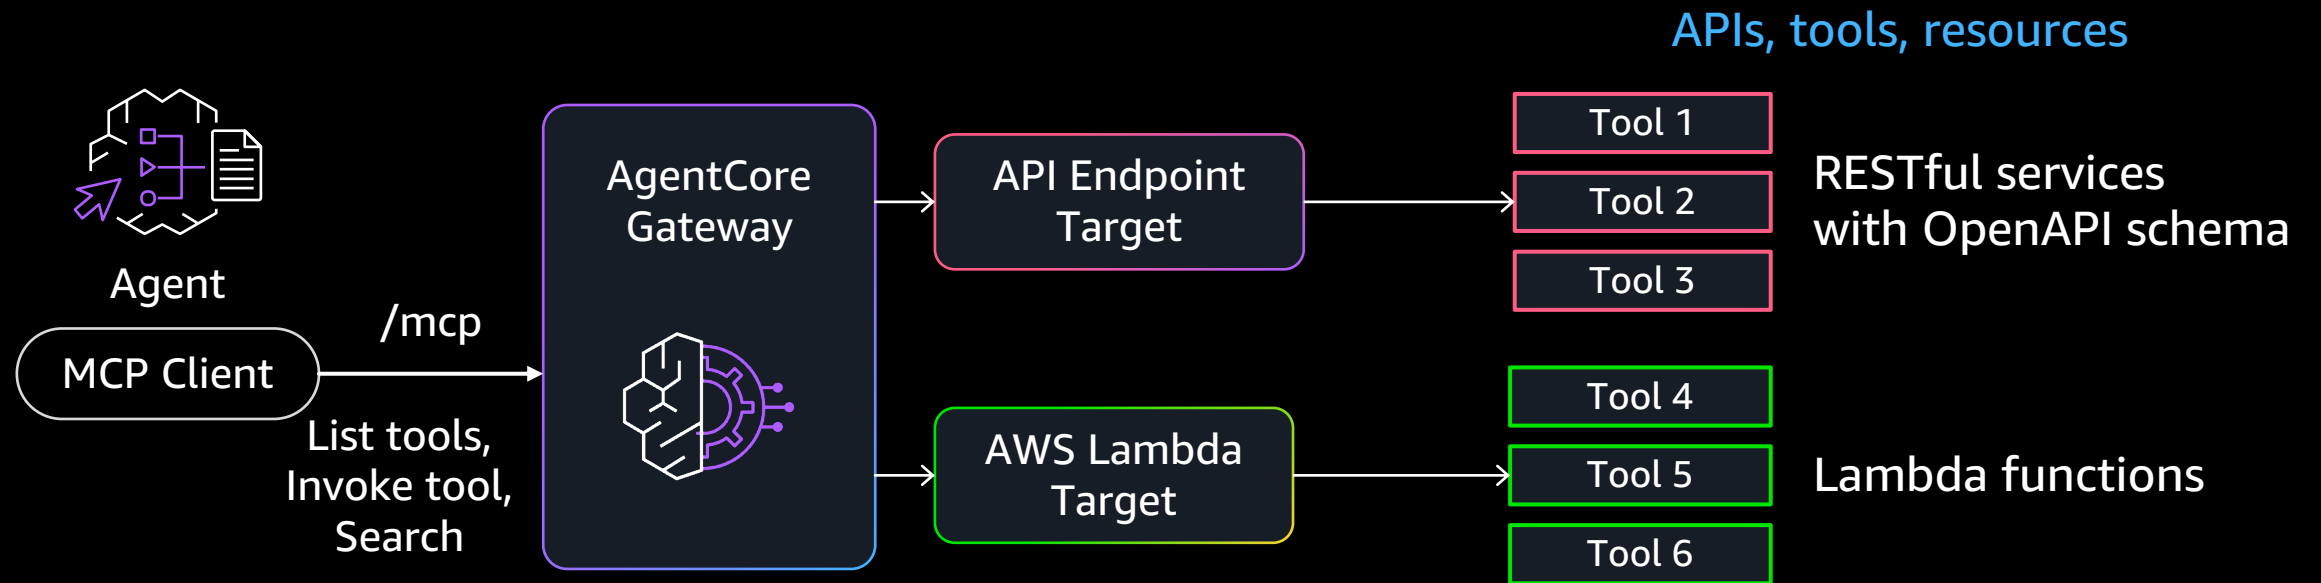 APIs, tools, resources
Agent
MCP Client
/mcp
List tools,
Invoke tool,
Search
AgentCore
Gateway
API Endpoint
Target
AWS Lambda
Target
Tool 1
Tool 2
Tool 3
RESTful services
with OpenAPI schema
Tool 4
Tool 5
Tool 6
Lambda functions